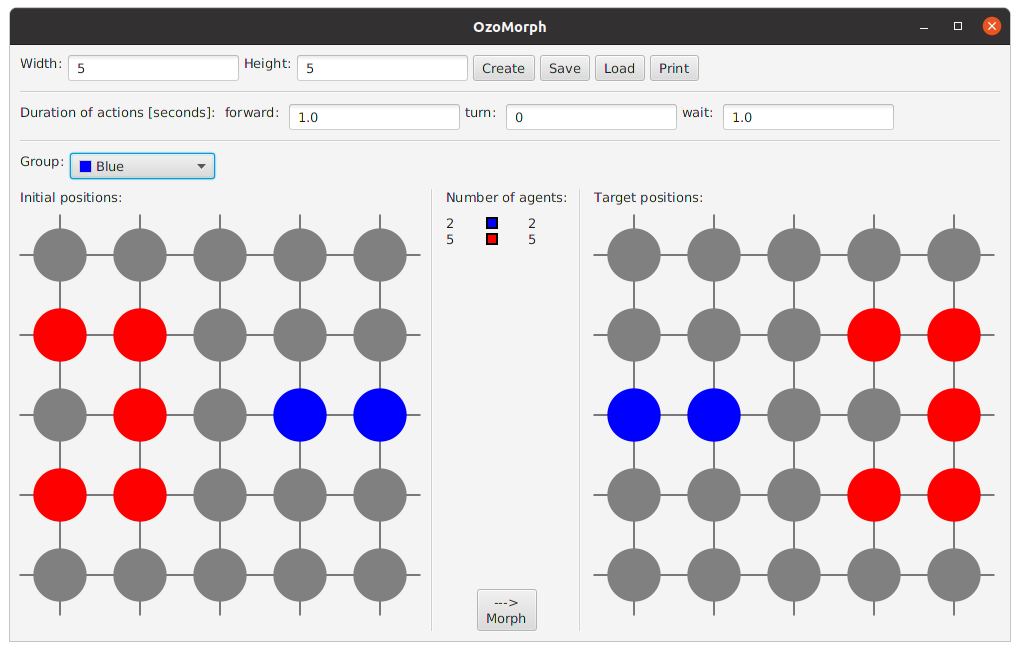 OzoMorph
Width: 5 Height: 5 Create Save Load Print
Duration of actions [seconds]: forward: 1.0 turn: 0 wait: 1.0
Group: Blue
Initial positions: Number of agents: Target positions:
2 2
5 5
--->
Morph